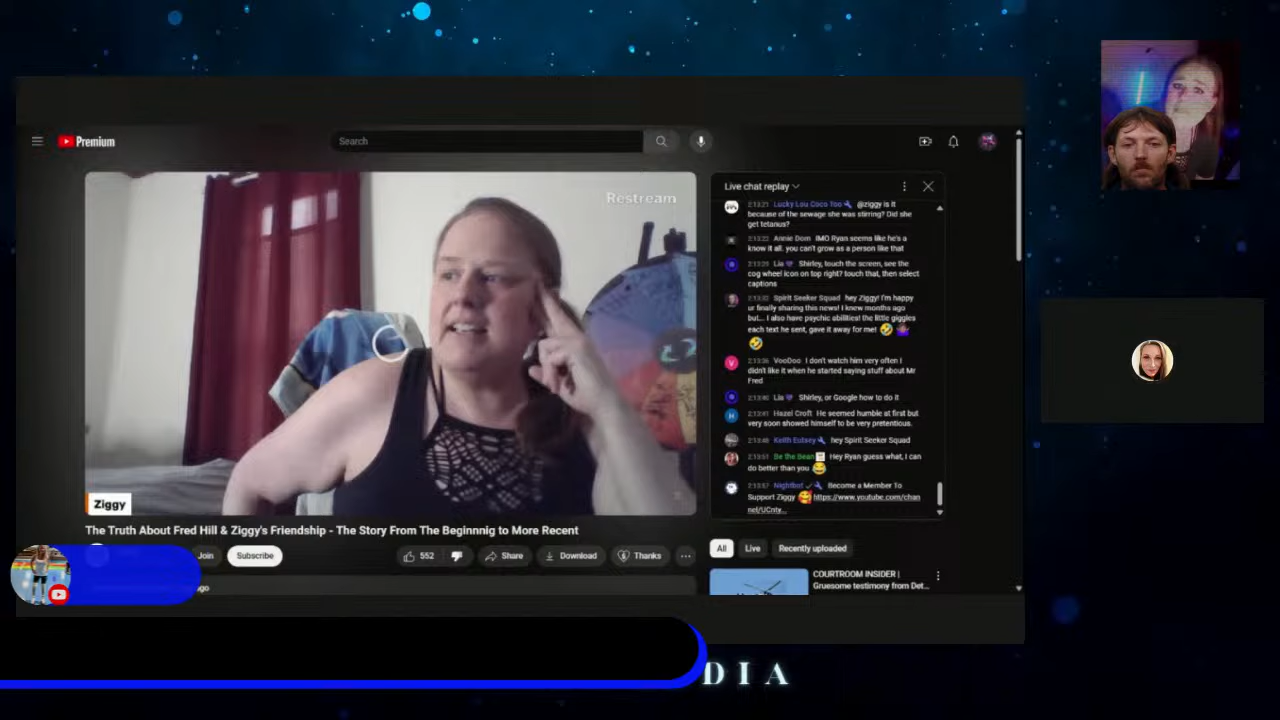 Premium
Search
Restream
Ziggy
The Truth About Fred Hill & Ziggy's Friendship - The Story From The Beginnnig to More Recent
Join
Subscribe
552
Share
Download
Thanks
Live chat replay
2:13:21 Lucky Lou Coco Too @ziggy is it
because of the sewage she was stirring? Did she
get tetanus?
2:13:22 Annie Dom IMO Ryan seems like he's a
know it all. you can't grow as a person like that
2:13:29 Lia Shirley, touch the screen, see the
cog wheel icon on top right? touch that, then select
captions
Spirit Seeker Squad hey Ziggy! I'm happy
ur finally sharing this news! I knew months ago
but... I also have psychic abilities! the little giggles
each text he sent, gave it away for me!
2:13:36 VooDoo I don't watch him very often I
didn't like it when he started saying stuff about Mr
Fred
Lia Shirley, or Google how to do it
2:13:41 Hazel Croft He seemed humble at first but
very soon showed himself to be very pretentious.
2:13:48 Keith Eutsey hey Spirit Seeker Squad
2:13:51 Be the Bean Hey Ryan guess what, I can
do better than you
2:13:57 Nightbot Become a Member To
Support Ziggy https://www.youtube.com/chan
nel/UCnty...
All
Live
Recently uploaded
COURTROOM INSIDER |
Gruesome testimony from Det...
DIA